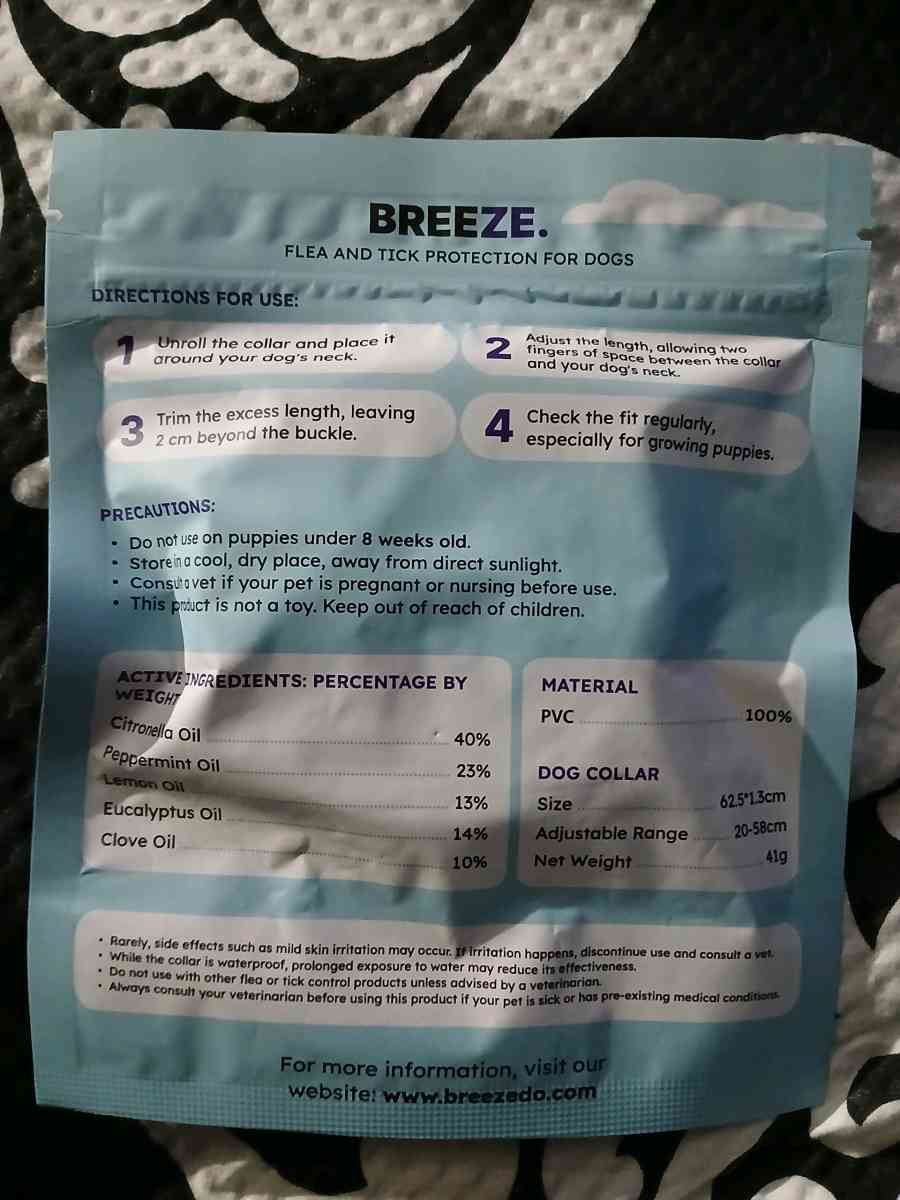 BREEZE.
FLEA AND TICK PROTECTION FOR DOGS
DIRECTIONS FOR USE:
1 Unroll the collar and place it
around your dog's neck.
2 Adjust the length, allowing two
fingers of space between the collar
and your dog's neck.
3 Trim the excess length, leaving
2 cm beyond the buckle.
4 Check the fit regularly,
especially for growing puppies.
PRECAUTIONS:
• Do not use on puppies under 8 weeks old.
• Store in a cool, dry place, away from direct sunlight.
• Consult a vet if your pet is pregnant or nursing before use.
• This product is not a toy. Keep out of reach of children.
ACTIVE INGREDIENTS: PERCENTAGE BY
WEIGHT
Citronella Oil 40%
Peppermint Oil 23%
Lemon Oil 13%
Eucalyptus Oil 14%
Clove Oil 10%
MATERIAL
PVC 100%
DOG COLLAR
Size 62.5*1.3cm
Adjustable Range 20-58cm
Net Weight 41g
• Rarely, side effects such as mild skin irritation may occur. If irritation happens, discontinue use and consult a vet.
• While the collar is waterproof, prolonged exposure to water may reduce its effectiveness.
• Do not use with other flea or tick control products unless advised by a veterinarian.
• Always consult your veterinarian before using this product if your pet is sick or has pre-existing medical conditions.
For more information, visit our
website: www.breezedo.com